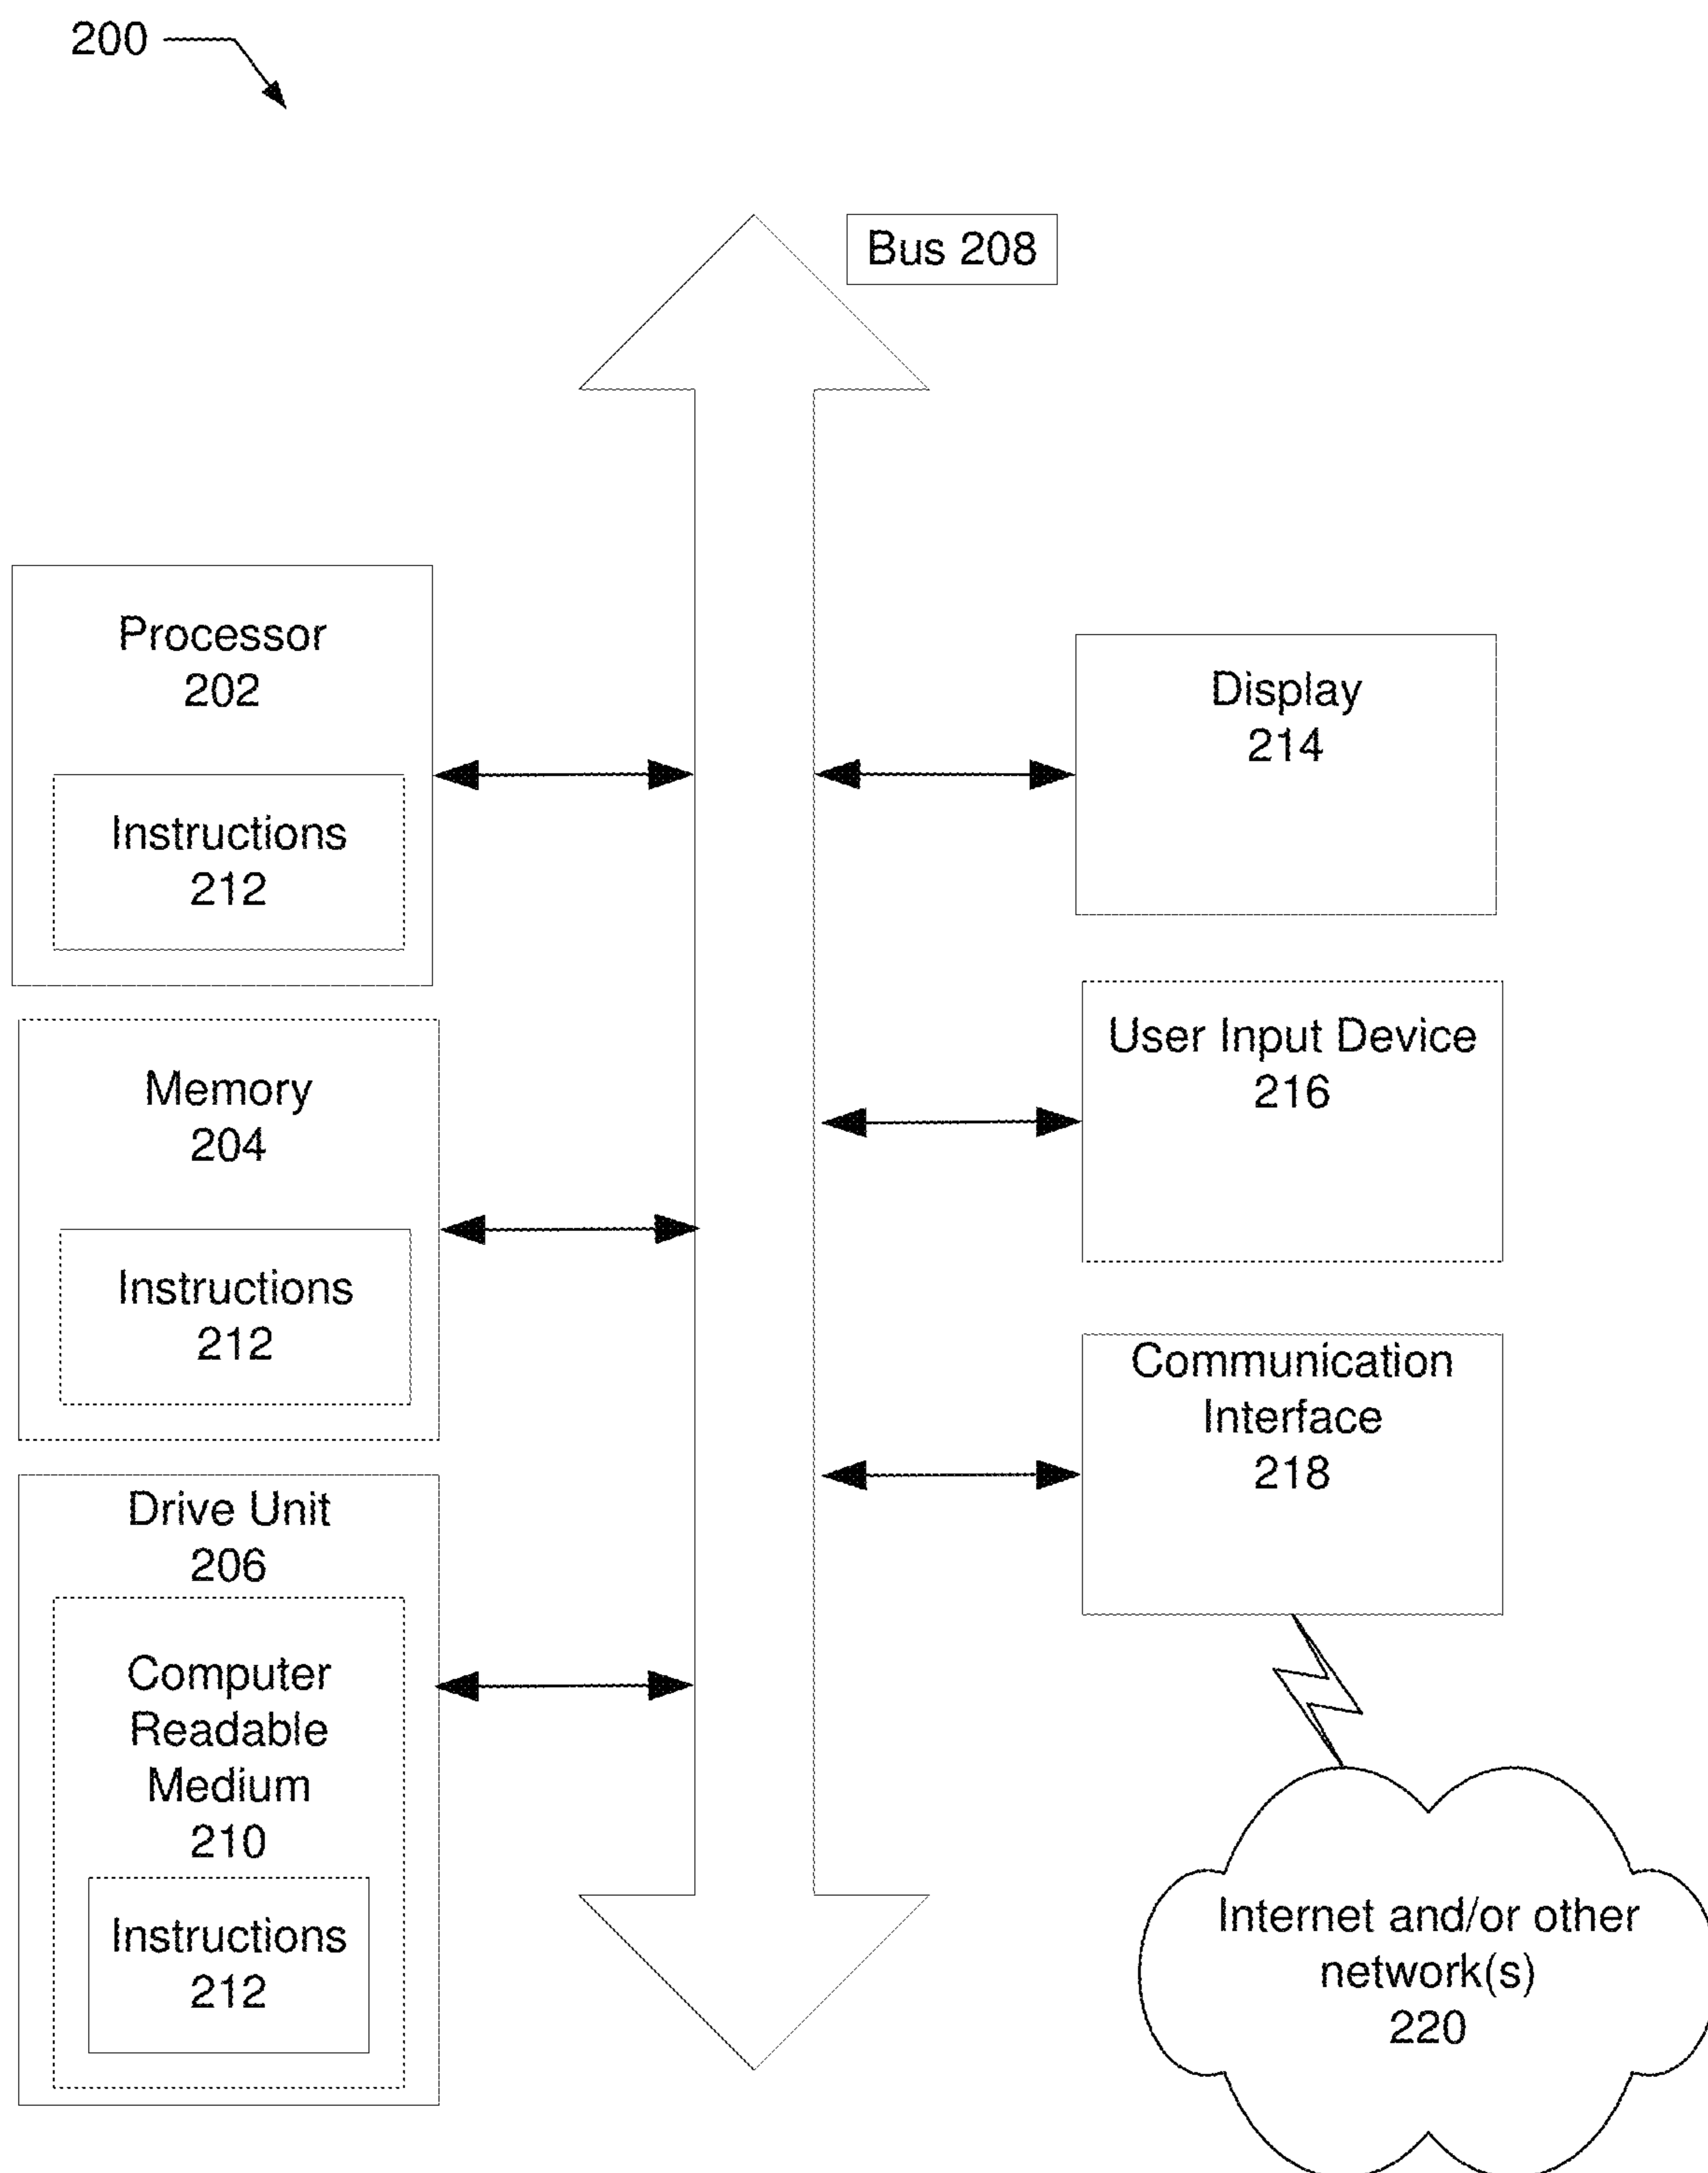 200
Bus 208
Processor
202
Instructions
212
Memory
204
Instructions
212
Drive Unit
206
Computer
Readable
Medium
210
Instructions
212
Display
214
User Input Device
216
Communication
Interface
218
Internet and/or other
network(s)
220